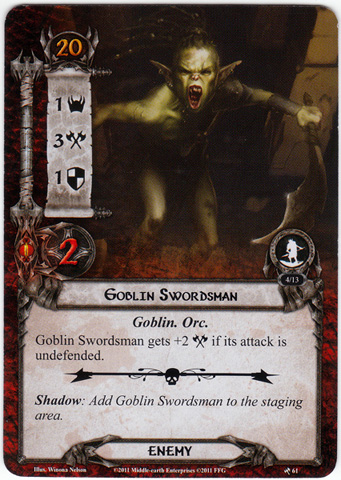 20
1
3
1
2
4/13
Goblin Swordsman
Goblin. Orc.
Goblin Swordsman gets +2 if its attack is
undefended.
Shadow: Add Goblin Swordsman to the staging
area.
ENEMY
Illus. Winona Nelson
©2011 Middle-earth Enterprises ©2011 FFG
61